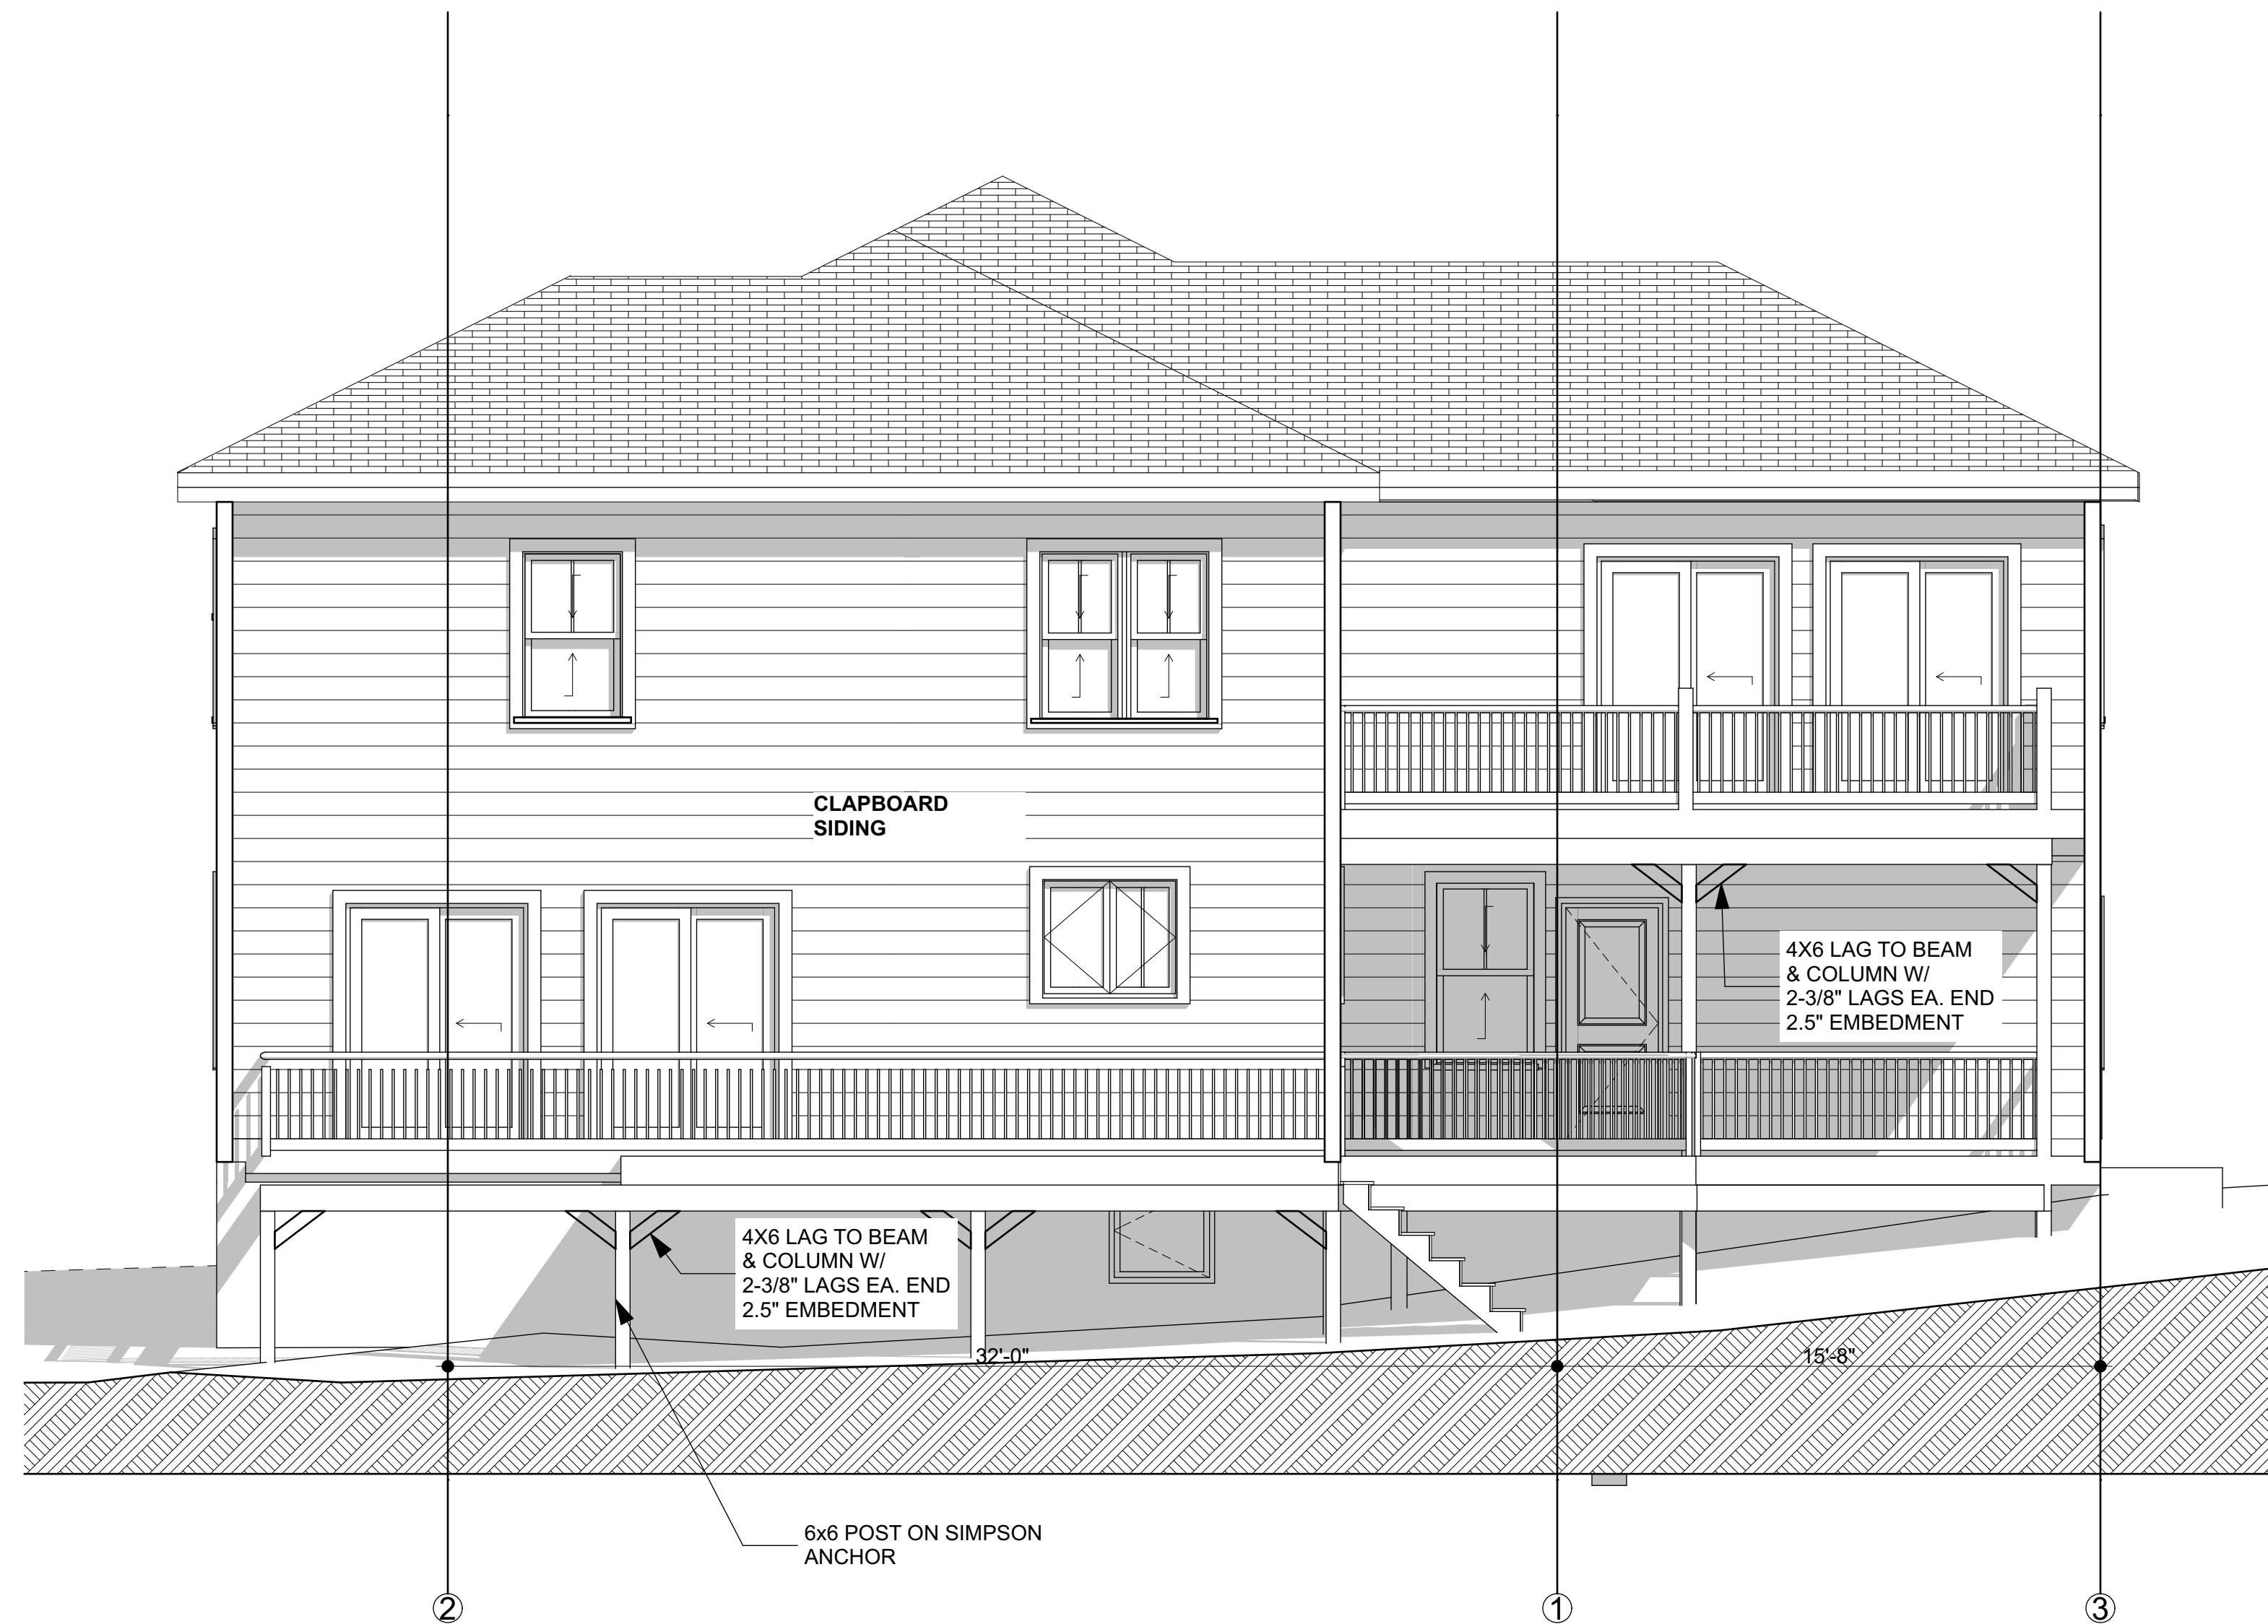 CLAPBOARD
SIDING
4X6 LAG TO BEAM
& COLUMN W/
2-3/8" LAGS EA. END
2.5" EMBEDMENT
4X6 LAG TO BEAM
& COLUMN W/
2-3/8" LAGS EA. END
2.5" EMBEDMENT
32'-0"
15'-8"
6x6 POST ON SIMPSON
ANCHOR
2
1
3